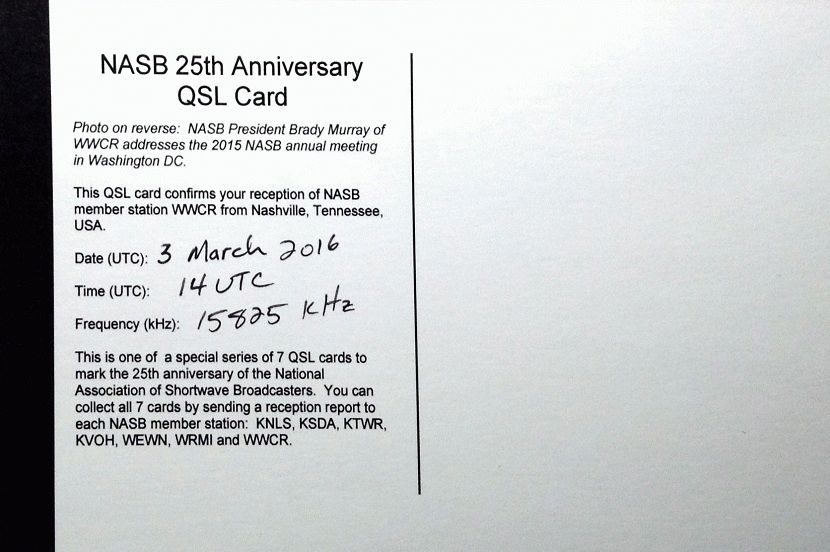 NASB 25th Anniversary
QSL Card
Photo on reverse: NASB President Brady Murray of
WWCR addresses the 2015 NASB annual meeting
in Washington DC.
This QSL card confirms your reception of NASB
member station WWCR from Nashville, Tennessee,
USA.
Date (UTC): 3 March 2016
Time (UTC): 14 UTC
Frequency (kHz): 15825 KHz
This is one of a special series of 7 QSL cards to
mark the 25th anniversary of the National
Association of Shortwave Broadcasters. You can
collect all 7 cards by sending a reception report to
each NASB member station: KNLS, KSDA, KTWR,
KVOH, WEWN, WRMI and WWCR.